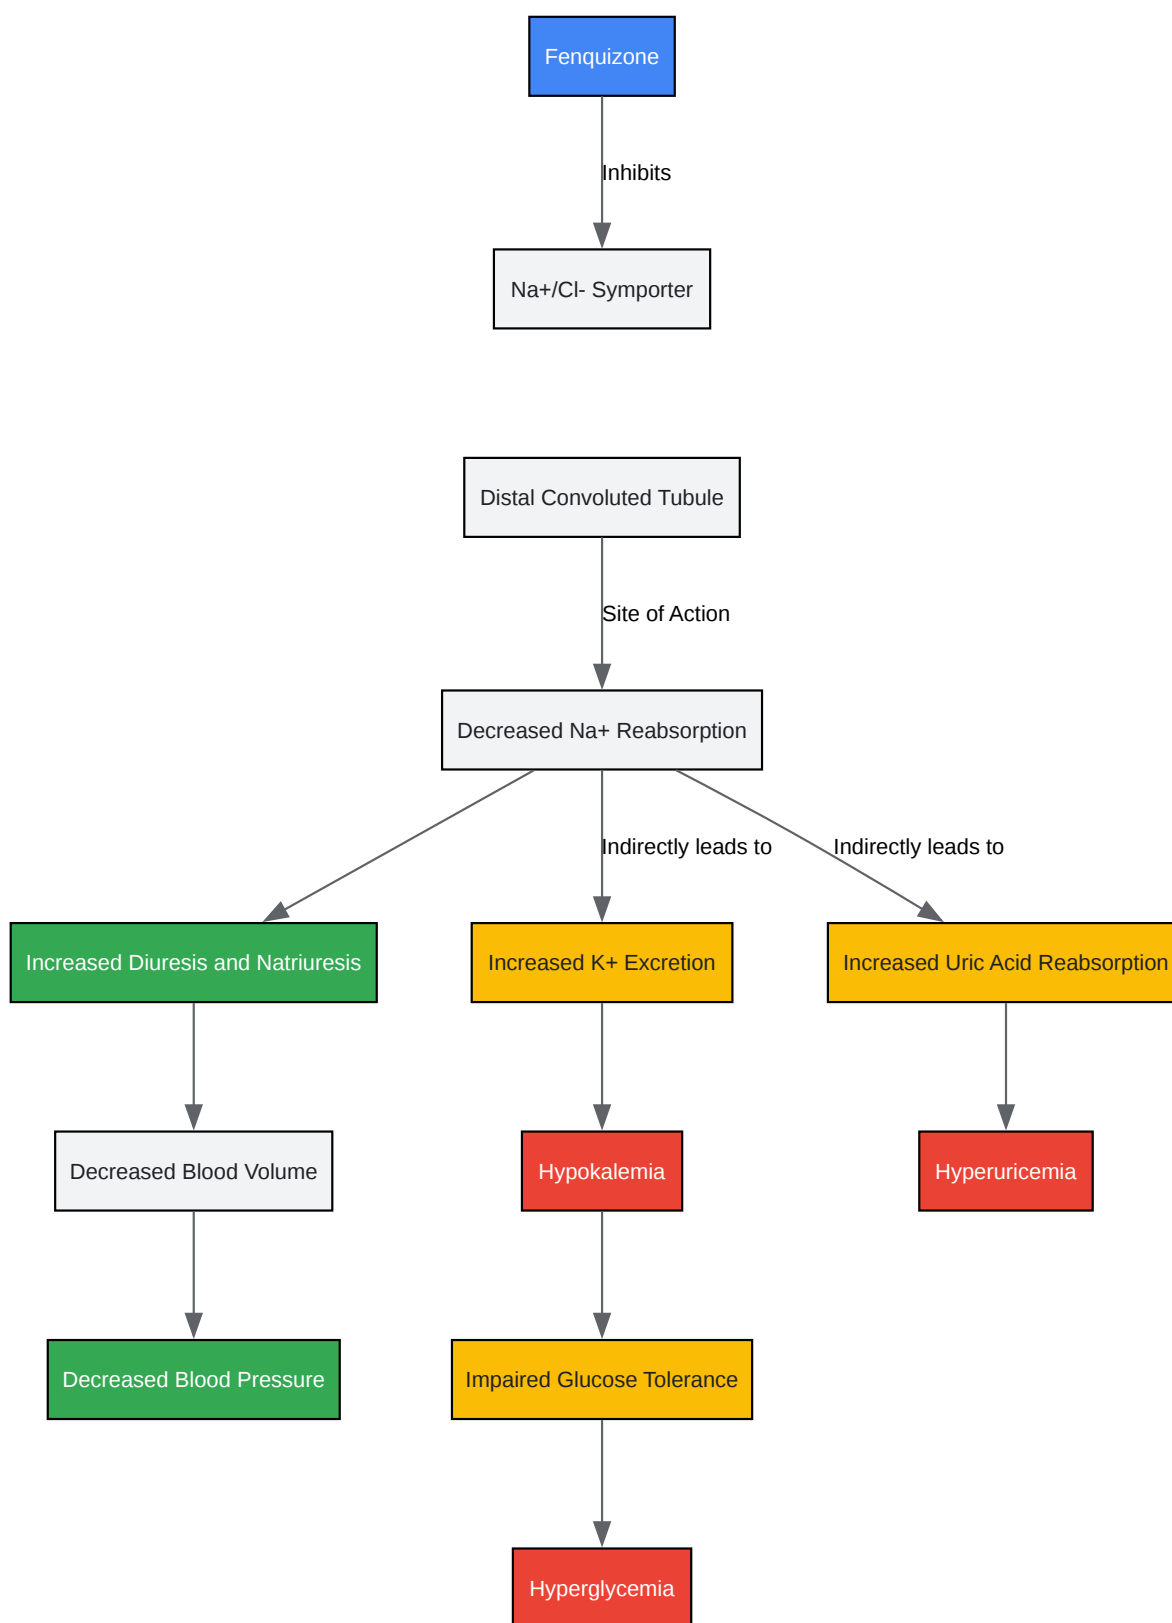 Fenquizone
Inhibits
Na+/Cl- Symporter
Distal Convoluted Tubule
Site of Action
Decreased Na+ Reabsorption
Indirectly leads to
Indirectly leads to
Increased Diuresis and Natriuresis
Increased K+ Excretion
Increased Uric Acid Reabsorption
Decreased Blood Volume
Hypokalemia
Hyperuricemia
Decreased Blood Pressure
Impaired Glucose Tolerance
Hyperglycemia